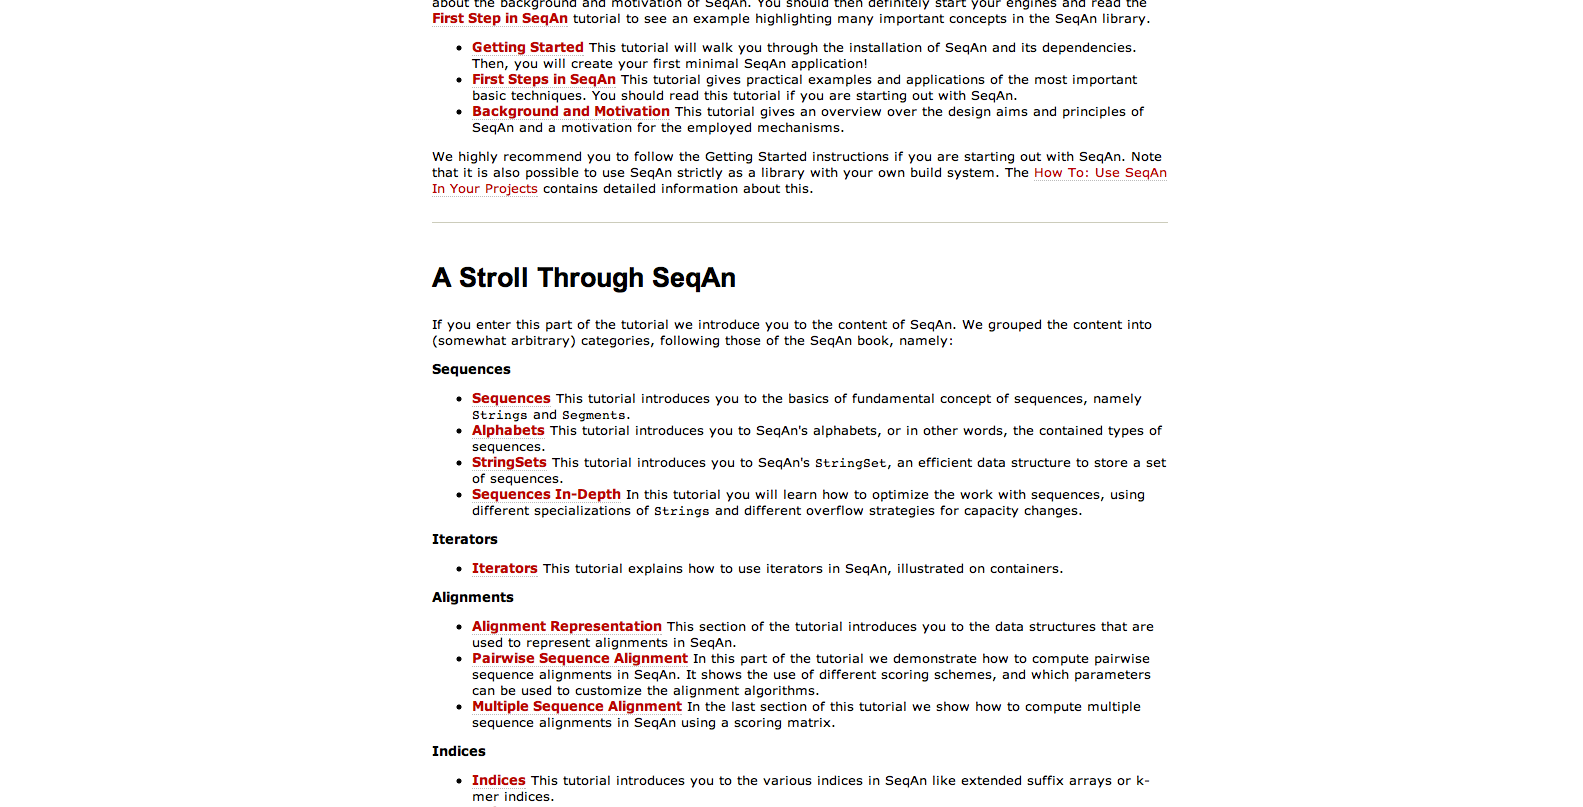 about the background and motivation of SeqAn. You should then definitely start your engines and read the
First Step in SeqAn tutorial to see an example highlighting many important concepts in the SeqAn library.
Getting Started This tutorial will walk you through the installation of SeqAn and its dependencies.
Then, you will create your first minimal SeqAn application!
First Steps in SeqAn This tutorial gives practical examples and applications of the most important
basic techniques. You should read this tutorial if you are starting out with SeqAn.
Background and Motivation This tutorial gives an overview over the design aims and principles of
SeqAn and a motivation for the employed mechanisms.
We highly recommend you to follow the Getting Started instructions if you are starting out with SeqAn. Note
that it is also possible to use SeqAn strictly as a library with your own build system. The How To: Use SeqAn
In Your Projects contains detailed information about this.
A Stroll Through SeqAn
If you enter this part of the tutorial we introduce you to the content of SeqAn. We grouped the content into
(somewhat arbitrary) categories, following those of the SeqAn book, namely:
Sequences
Sequences This tutorial introduces you to the basics of fundamental concept of sequences, namely
Strings and Segments.
Alphabets This tutorial introduces you to SeqAn's alphabets, or in other words, the contained types of
sequences.
StringSets This tutorial introduces you to SeqAn's StringSet, an efficient data structure to store a set
of sequences.
Sequences In-Depth In this tutorial you will learn how to optimize the work with sequences, using
different specializations of Strings and different overflow strategies for capacity changes.
Iterators
Iterators This tutorial explains how to use iterators in SeqAn, illustrated on containers.
Alignments
Alignment Representation This section of the tutorial introduces you to the data structures that are
used to represent alignments in SeqAn.
Pairwise Sequence Alignment In this part of the tutorial we demonstrate how to compute pairwise
sequence alignments in SeqAn. It shows the use of different scoring schemes, and which parameters
can be used to customize the alignment algorithms.
Multiple Sequence Alignment In the last section of this tutorial we show how to compute multiple
sequence alignments in SeqAn using a scoring matrix.
Indices
Indices This tutorial introduces you to the various indices in SeqAn like extended suffix arrays or k-
mer indices.